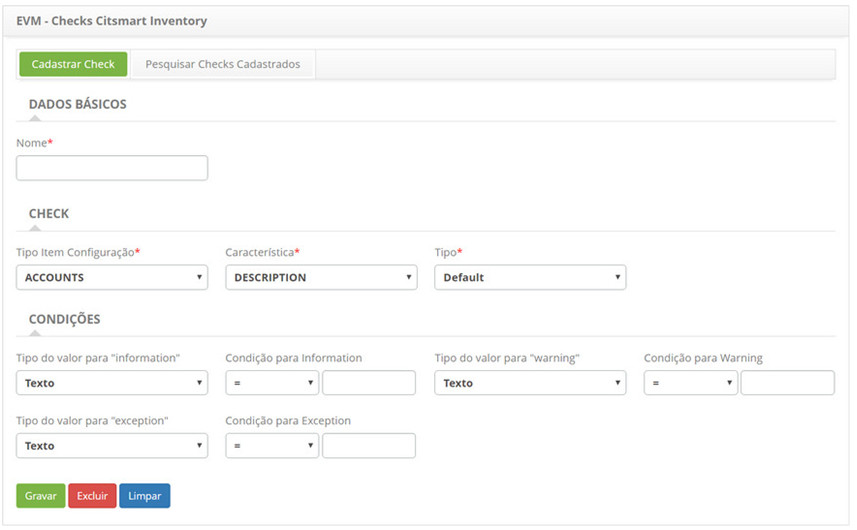 EVM - Checks Citsmart Inventory
Cadastrar Check Pesquisar Checks Cadastrados
DADOS BÁSICOS
Nome*
CHECK
Tipo Item Configuração* Característica* Tipo*
ACCOUNTS DESCRIPTION Default
CONDIÇÕES
Tipo do valor para "information" Condição para Information Tipo do valor para "warning" Condição para Warning
Texto = Texto =
Tipo do valor para "exception" Condição para Exception
Texto =
Gravar Excluir Limpar